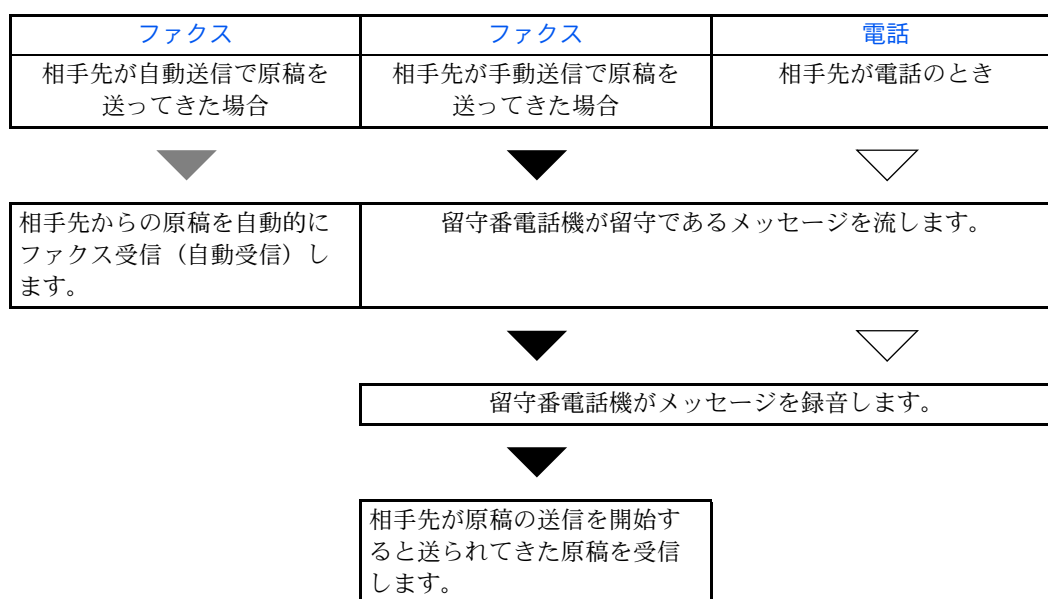 ファクス
ファクス
電話
相手先が自動送信で原稿を
送ってきた場合
相手先が手動送信で原稿を
送ってきた場合
相手先が電話のとき
相手先からの原稿を自動的に
ファクス受信（自動受信）し
ます。
留守番電話機が留守であるメッセージを流します。
留守番電話機がメッセージを録音します。
相手先が原稿の送信を開始す
ると送られてきた原稿を受信
します。